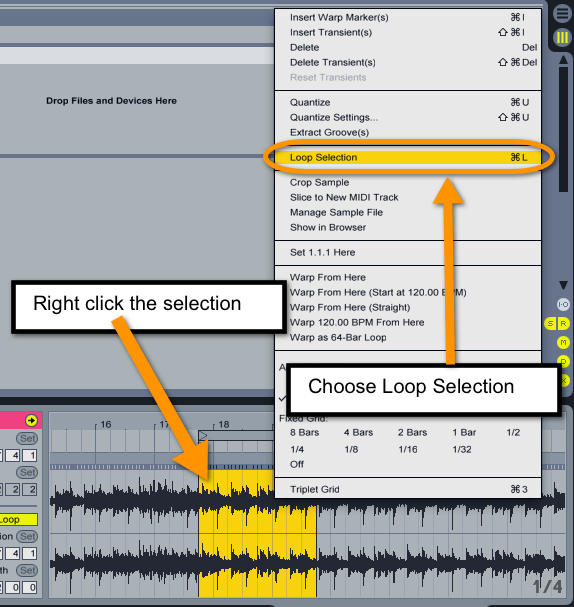 Insert Warp Marker(s) ⌘I
Insert Transient(s) ⇧⌘I
Delete Del
Delete Transient(s) ⇧⌘Del
Reset Transients
Drop Files and Devices Here
Quantize ⌘U
Quantize Settings... ⇧⌘U
Extract Groove(s)
Loop Selection ⌘L
Crop Sample
Slice to New MIDI Track
Manage Sample File
Show in Browser
Set 1.1.1 Here
Warp From Here
Warp From Here (Start at 120.00 BPM)
Warp From Here (Straight)
Warp 120.00 BPM From Here
Warp as 64-Bar Loop
Right click the selection
I·O
S R
M
D
X
Choose Loop Selection
Fixed Grid:
8 Bars 4 Bars 2 Bars 1 Bar 1/2
1/4 1/8 1/16 1/32
Off
Triplet Grid ⌘3
16 17 18
Set
4 1
Set
2 2
Loop
ion Set
4 1
th Set
0 0
1/4